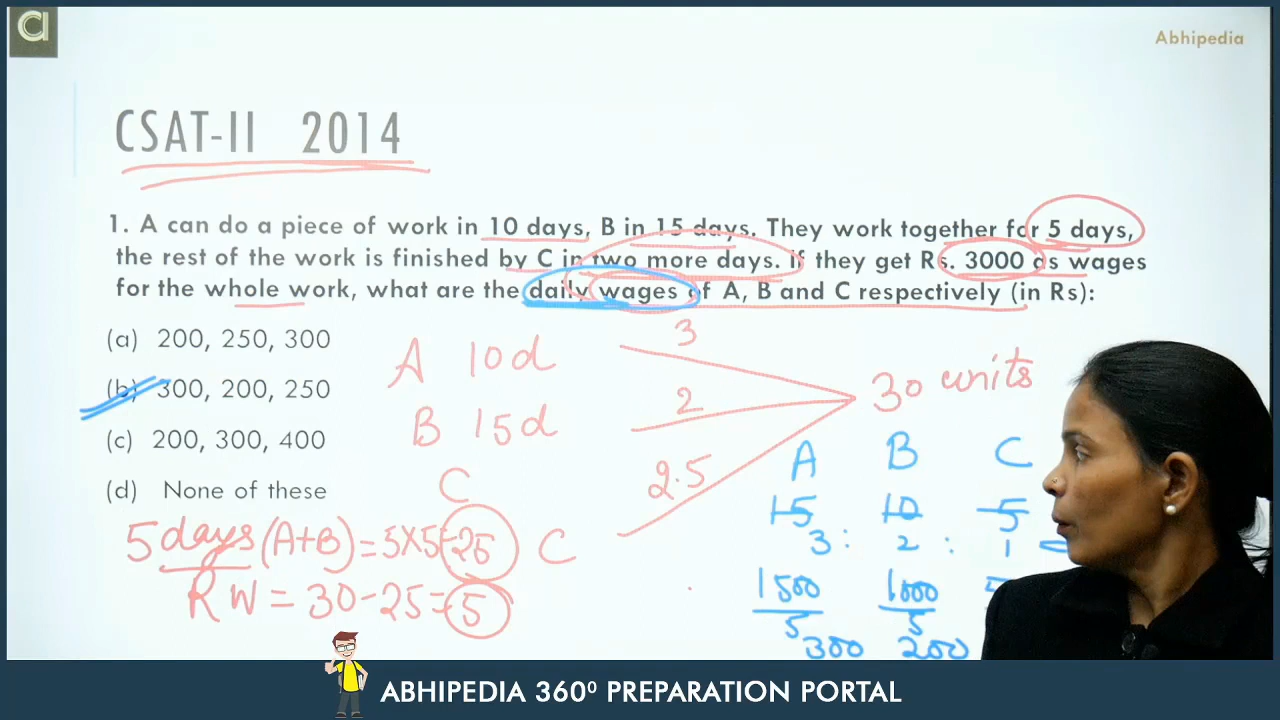 a
Abhipedia
CSAT-II 2014
1. A can do a piece of work in 10 days, B in 15 days. They work together for 5 days,
the rest of the work is finished by C in two more days. If they get Rs. 3000 as wages
for the whole work, what are the daily wages of A, B and C respectively (in Rs):
(a) 200, 250, 300
(b) 300, 200, 250
(c) 200, 300, 400
(d) None of these
A 10d
B 15d
C
3
2
2.5
30 units
5 days (A+B) = 5×5=25 C
RW = 30-25=5
A B C
15 10 5
3 : 2 : 1 =
1500 1000
5 5
300 200
ABHIPEDIA 360⁰ PREPARATION PORTAL